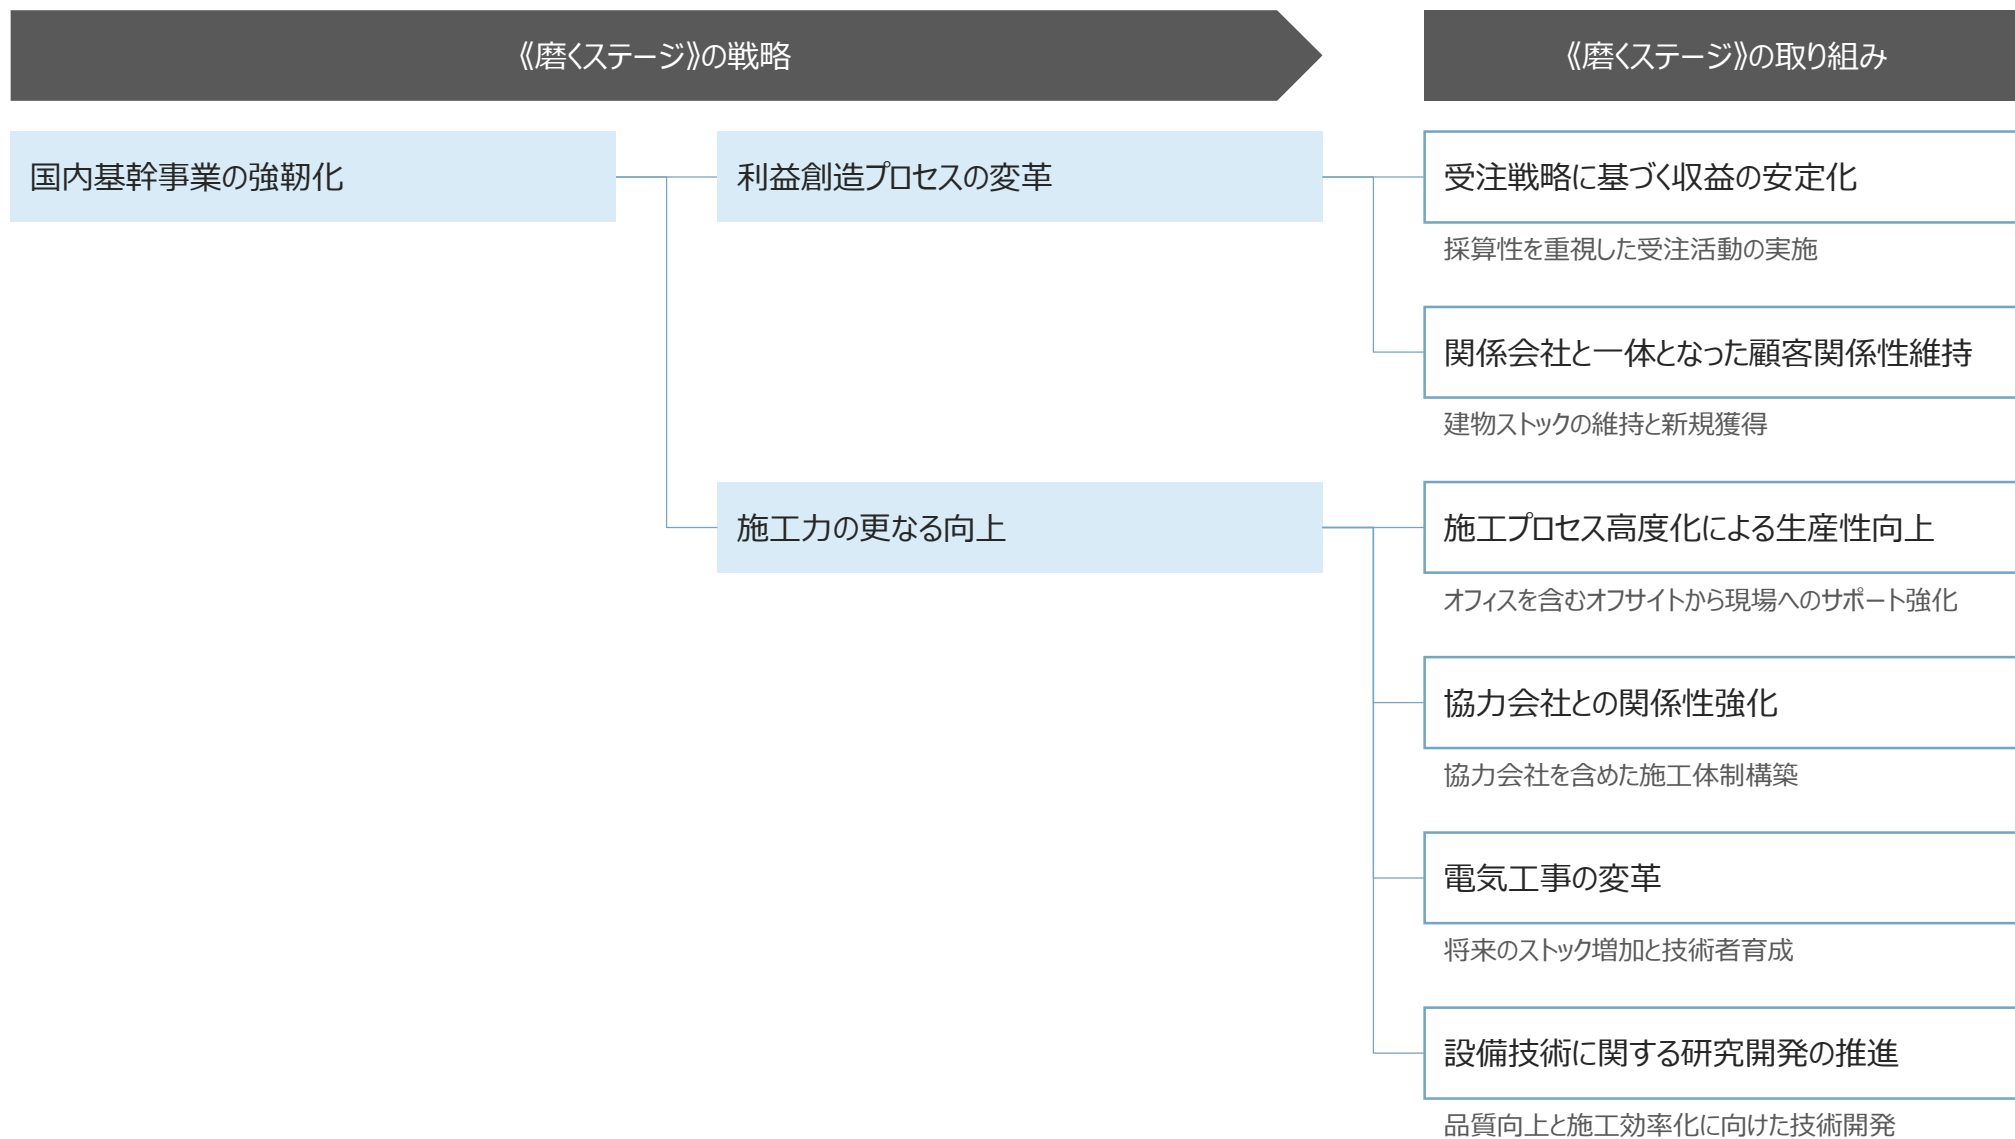 《磨くステージ》の戦略
《磨くステージ》の取り組み
国内基幹事業の強靭化
利益創造プロセスの変革
受注戦略に基づく収益の安定化
採算性を重視した受注活動の実施
関係会社と一体となった顧客関係性維持
建物ストックの維持と新規獲得
施工力の更なる向上
施工プロセス高度化による生産性向上
オフィスを含むオフサイトから現場へのサポート強化
協力会社との関係性強化
協力会社を含めた施工体制構築
電気工事の変革
将来のストック増加と技術者育成
設備技術に関する研究開発の推進
品質向上と施工効率化に向けた技術開発